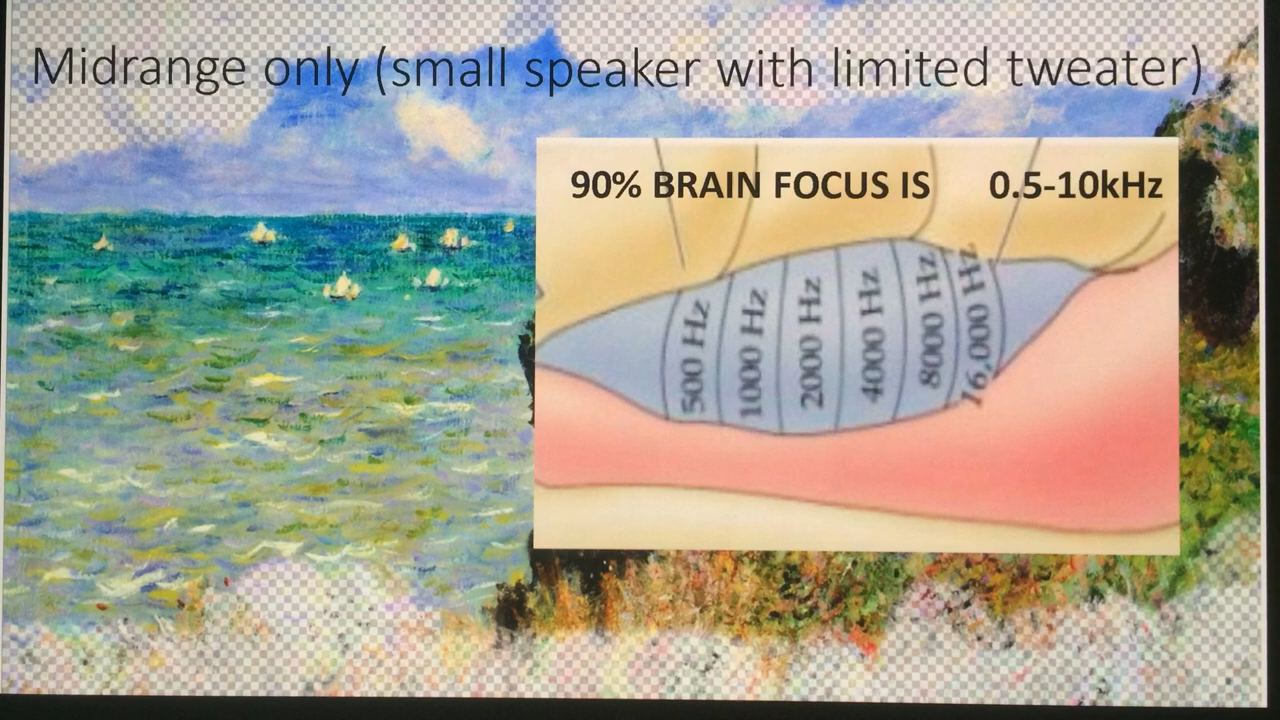 Midrange only (small speaker with limited tweater)
90% BRAIN FOCUS IS 0.5-10kHz
500 Hz
1000 Hz
2000 Hz
4000 Hz
8000 Hz
16,000 Hz